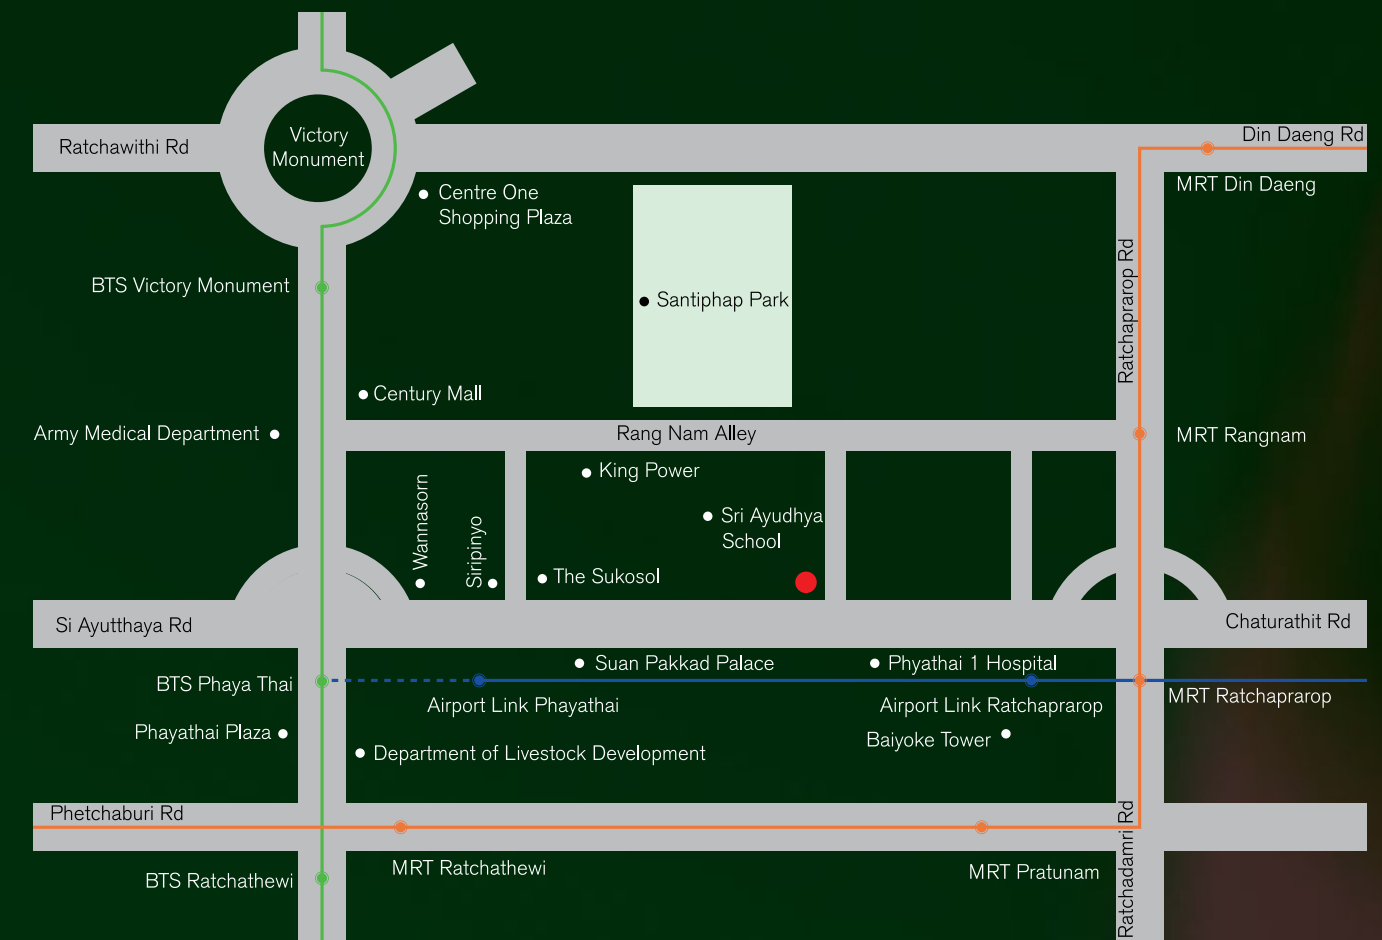 Din Daeng Rd
Ratchawithi Rd
Victory
Monument
MRT Din Daeng
Centre One
Shopping Plaza
Ratchaprarop Rd
BTS Victory Monument
Santiphap Park
Century Mall
Army Medical Department
Rang Nam Alley
MRT Rangnam
King Power
Wannasorn
Siripinyo
Sri Ayudhya
School
The Sukosol
Si Ayutthaya Rd
Chaturathit Rd
Suan Pakkad Palace
Phyathai 1 Hospital
BTS Phaya Thai
MRT Ratchaprarop
Airport Link Phayathai
Airport Link Ratchaprarop
Phayathai Plaza
Baiyoke Tower
Department of Livestock Development
Phetchaburi Rd
Ratchadamri Rd
MRT Ratchathewi
MRT Pratunam
BTS Ratchathewi